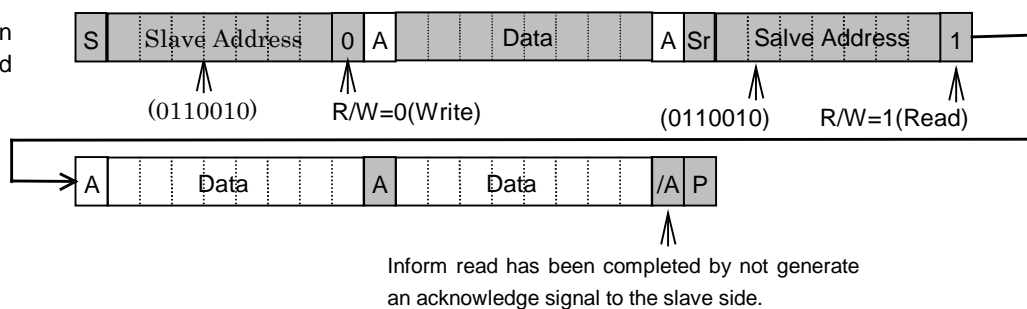 n
d
S Slave Address 0 A Data A Sr Salve Address 1
(0110010) R/W=0(Write) (0110010) R/W=1(Read)
A Data A Data /A P
Inform read has been completed by not generate
an acknowledge signal to the slave side.